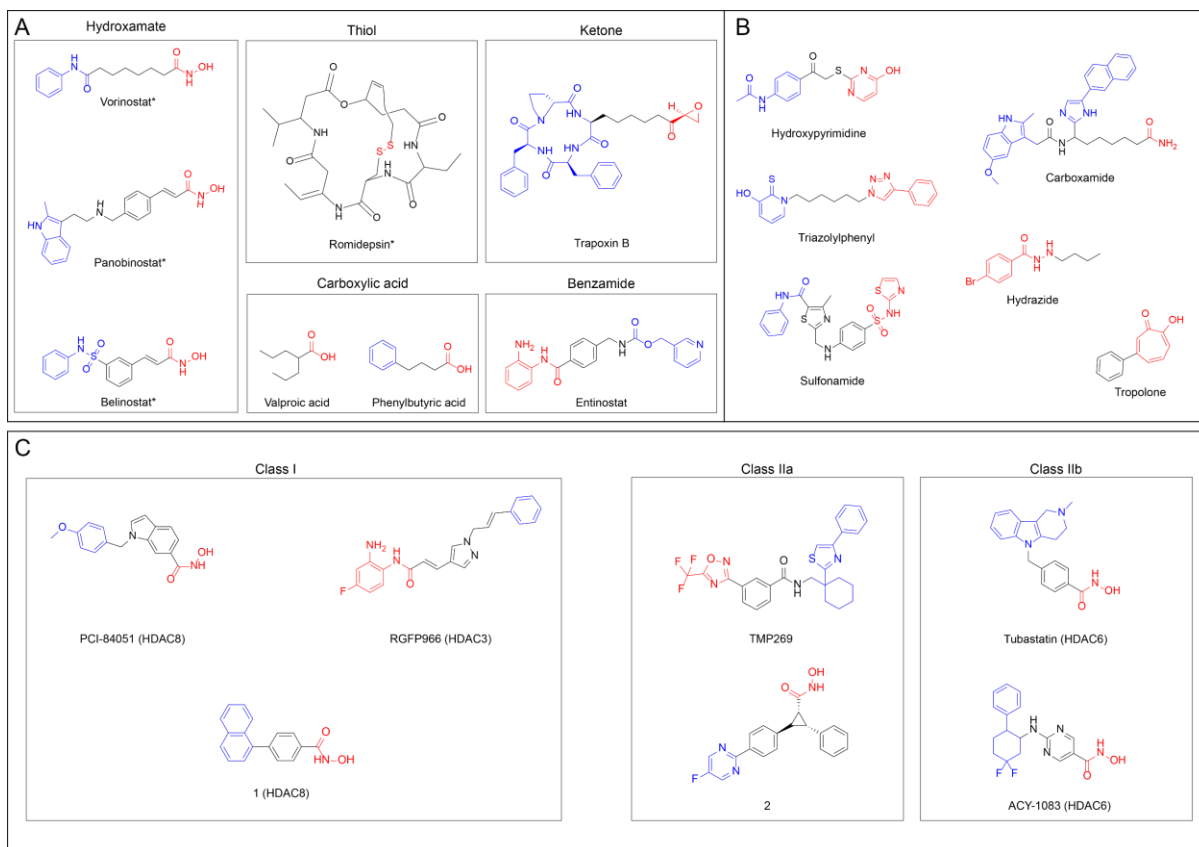 A
Hydroxamate
Vorinostat*
Panobinostat*
Belinostat*
Thiol
Romidepsin*
Ketone
Trapoxin B
Carboxylic acid
Valproic acid
Phenylbutyric acid
Benzamide
Entinostat
B
Hydroxypyrimidine
Carboxamide
Triazolylphenyl
Hydrazide
Sulfonamide
Tropolone
C
Class I
PCI-84051 (HDAC8)
RGFP966 (HDAC3)
1 (HDAC8)
Class IIa
TMP269
2
Class IIb
Tubastatin (HDAC6)
ACY-1083 (HDAC6)